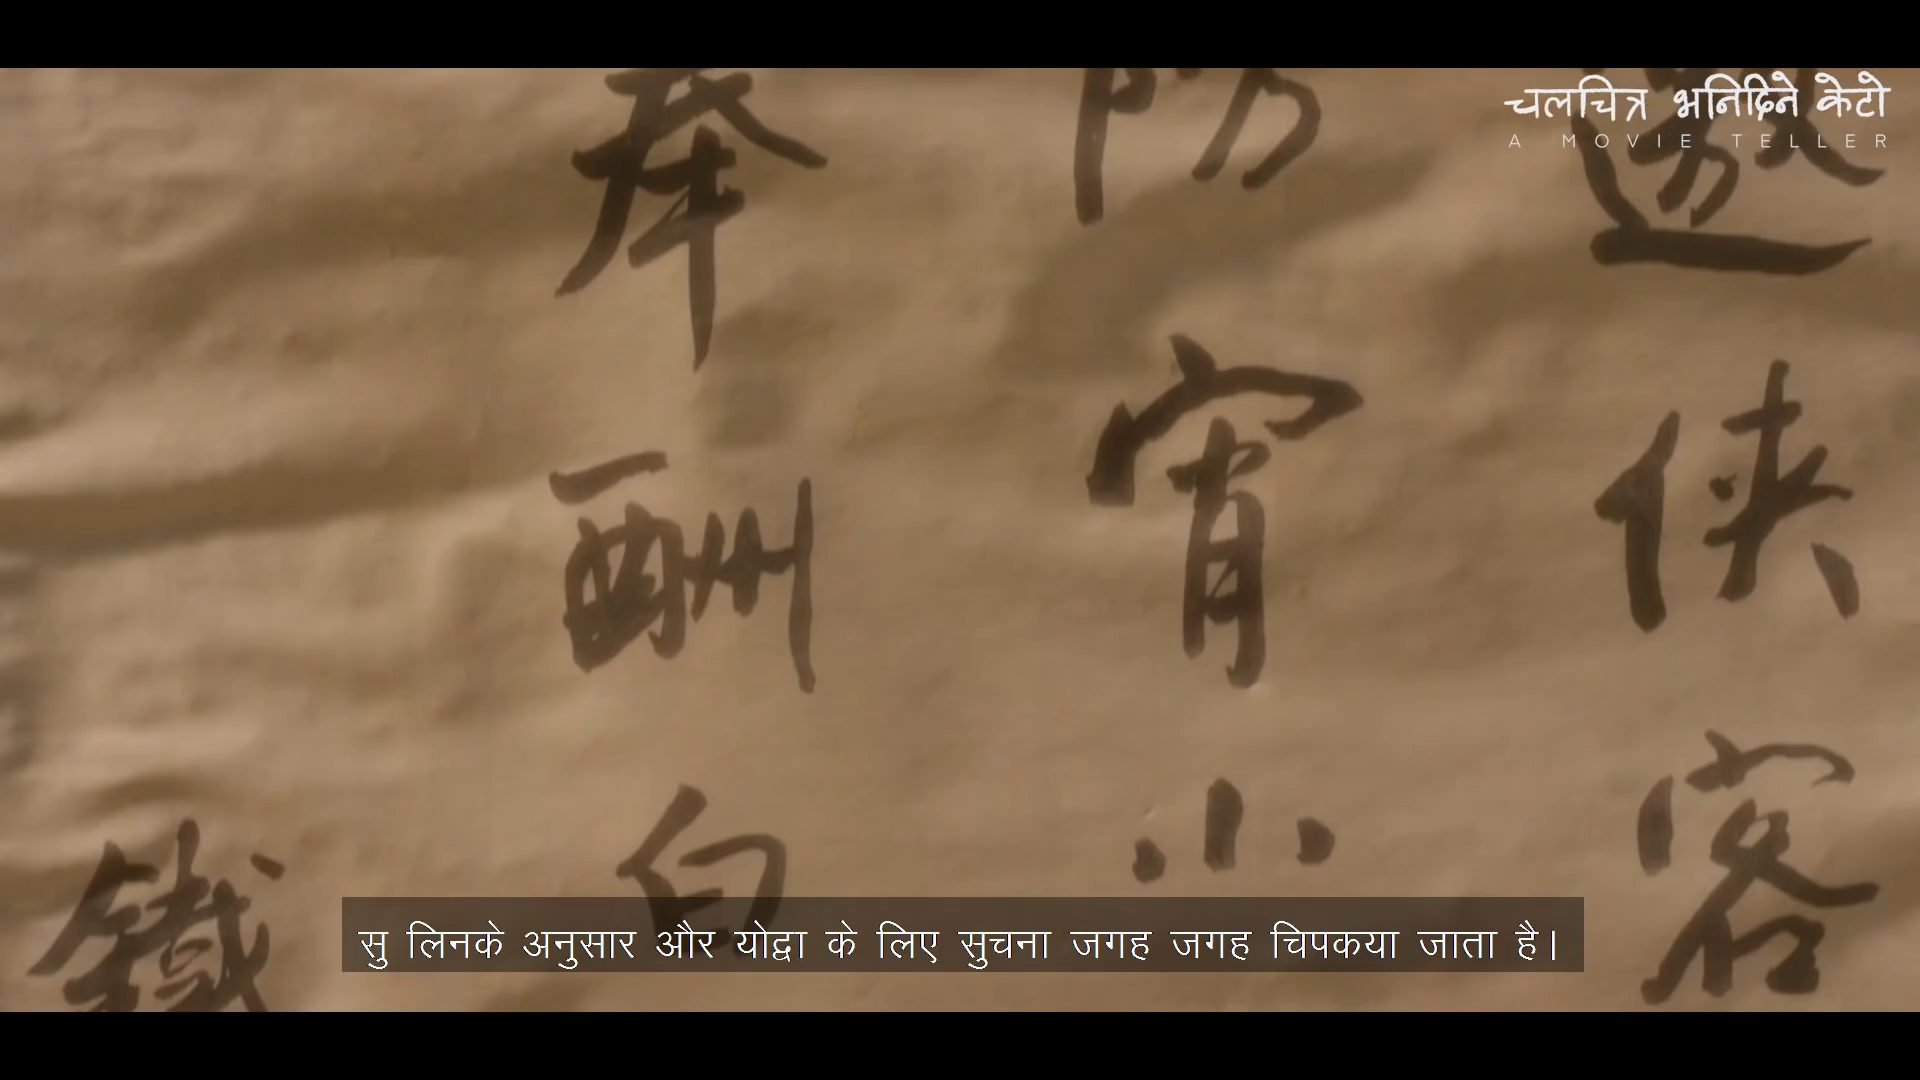 चलचित्र भनिदिने केटो
A MOVIE TELLER
邀俠客
防宵小
奉酬白
鐵
सु लिनके अनुसार और योद्वा के लिए सुचना जगह जगह चिपकया जाता है।